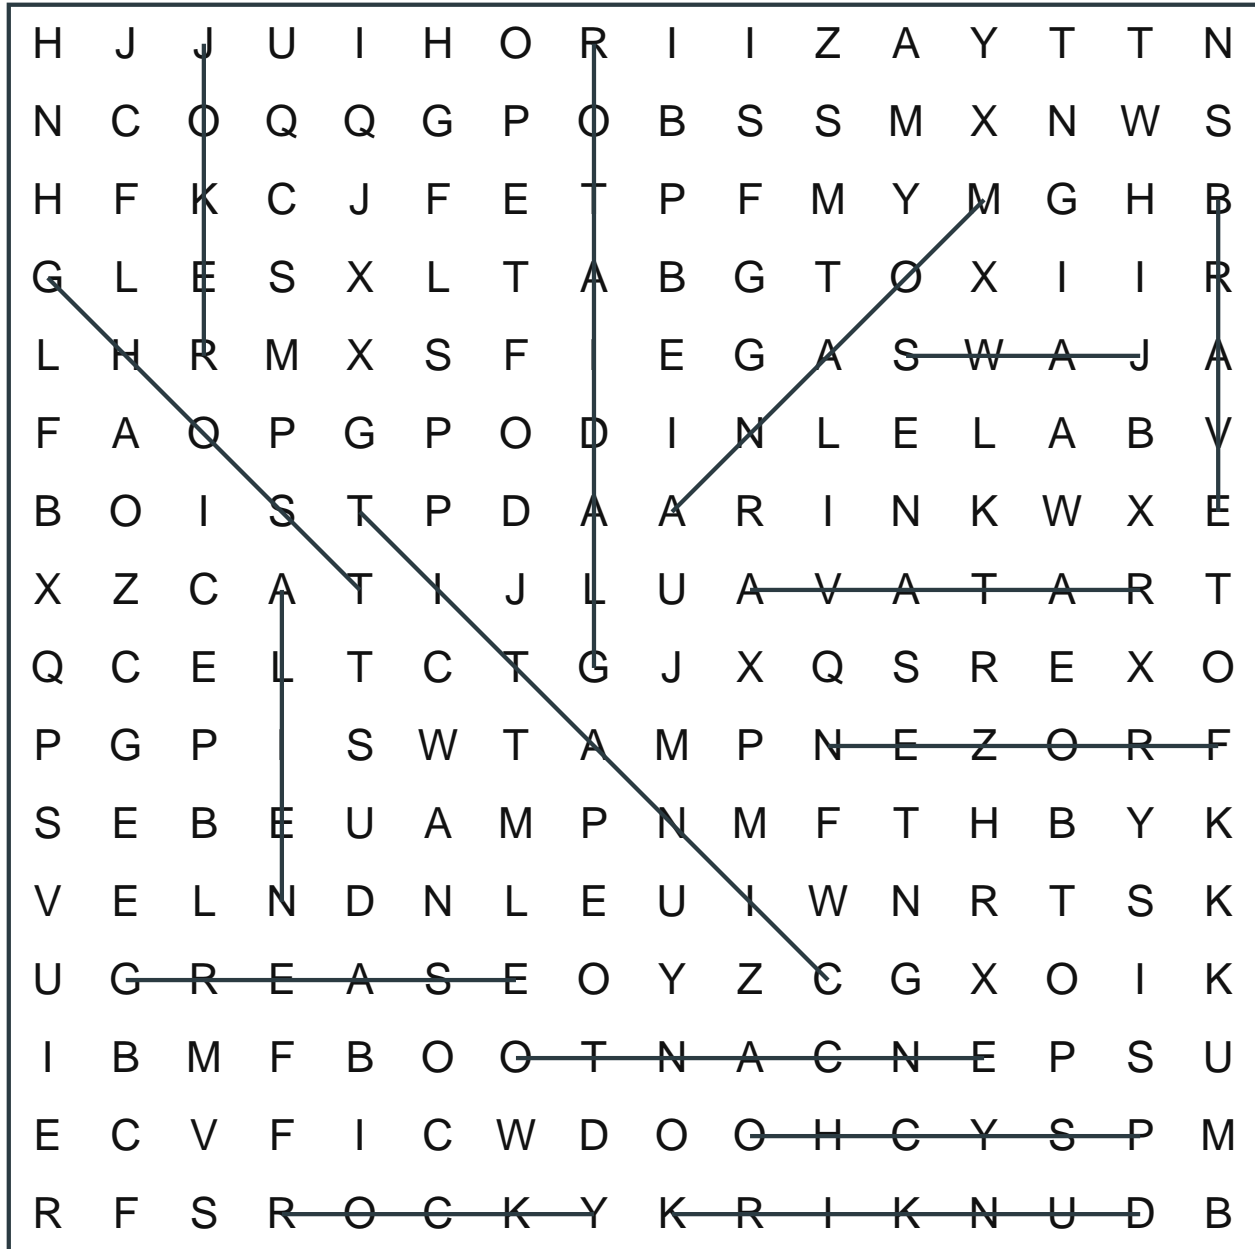 H J J U I H O R I I Z A Y T T N
N C O Q Q G P O B S S M X N W S
H F K C J F E T P F M Y M G H B
G L E S X L T A B G T O X I I R
L H R M X S F I E G A S W A J A
F A O P G P O D I N L E L A B V
B O I S T P D A A R I N K W X E
X Z C A T I J L U A V A T A R T
Q C E L T C T G J X Q S R E X O
P G P I S W T A M P N E Z O R F
S E B E U A M P N M F T H B Y K
V E L N D N L E U I W N R T S K
U G R E A S E O Y Z C G X O I K
I B M F B O O T N A C N E P S U
E C V F I C W D O O H C Y S P M
R F S R O C K Y K R I K N U D B